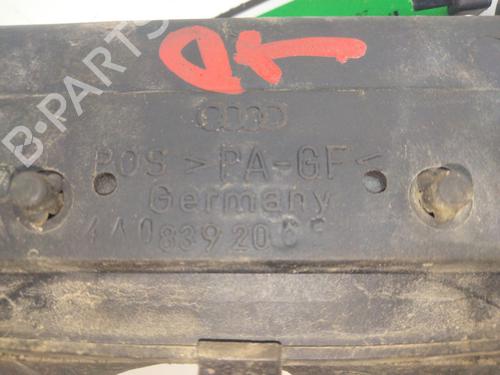 B-PARTS
POS >PA-GF<
Germany
4A0839206